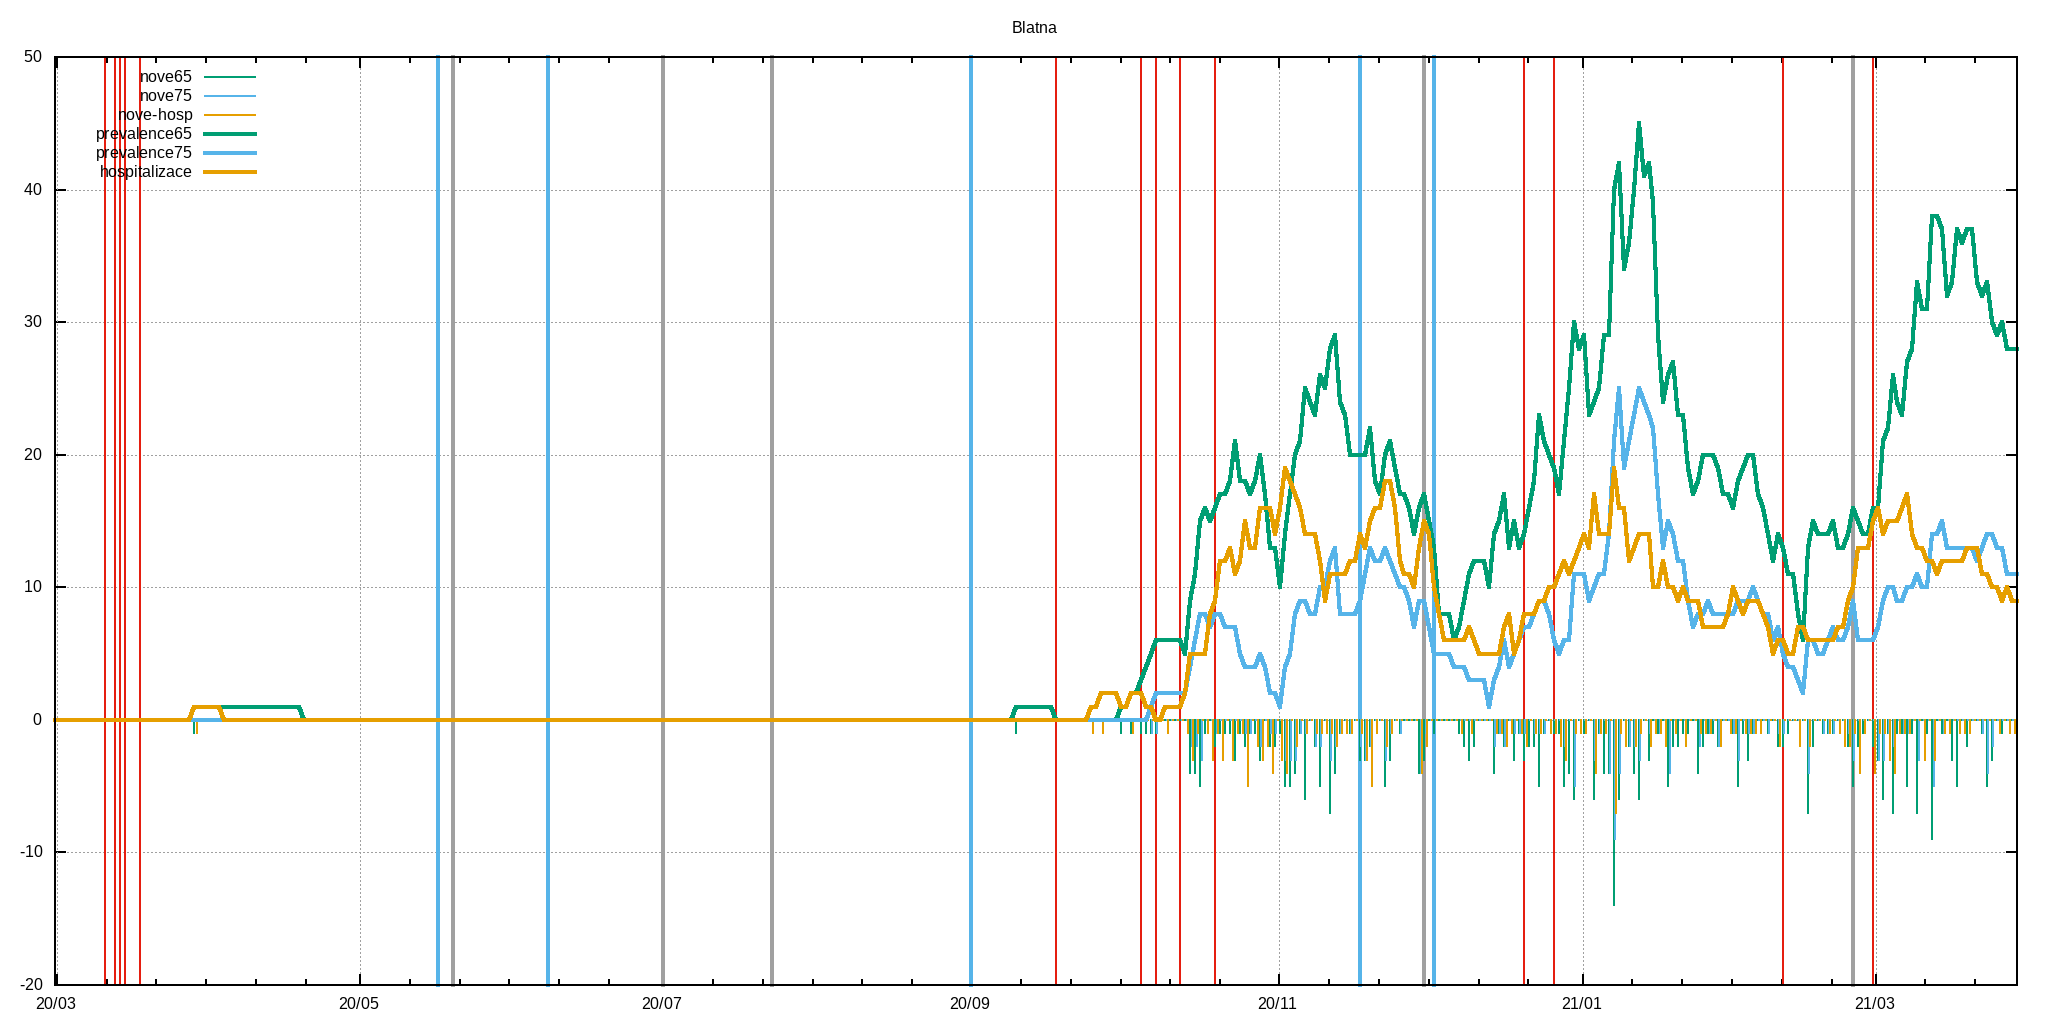 Blatna
50
nove65
nove75
nove-hosp
prevalence65
prevalence75
hospitalizace
40
30
20
10
0
-10
-20
20/03 20/05 20/07 20/09 20/11 21/01 21/03